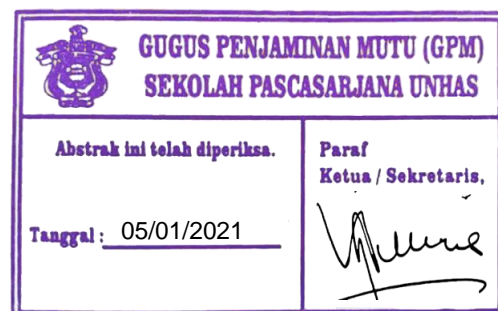 GUGUS PENJAMINAN MUTU (GPM)
SEKOLAH PASCASARJANA UNHAS
Abstrak ini telah diperiksa.
Tanggal : 05/01/2021
Paraf
Ketua / Sekretaris,